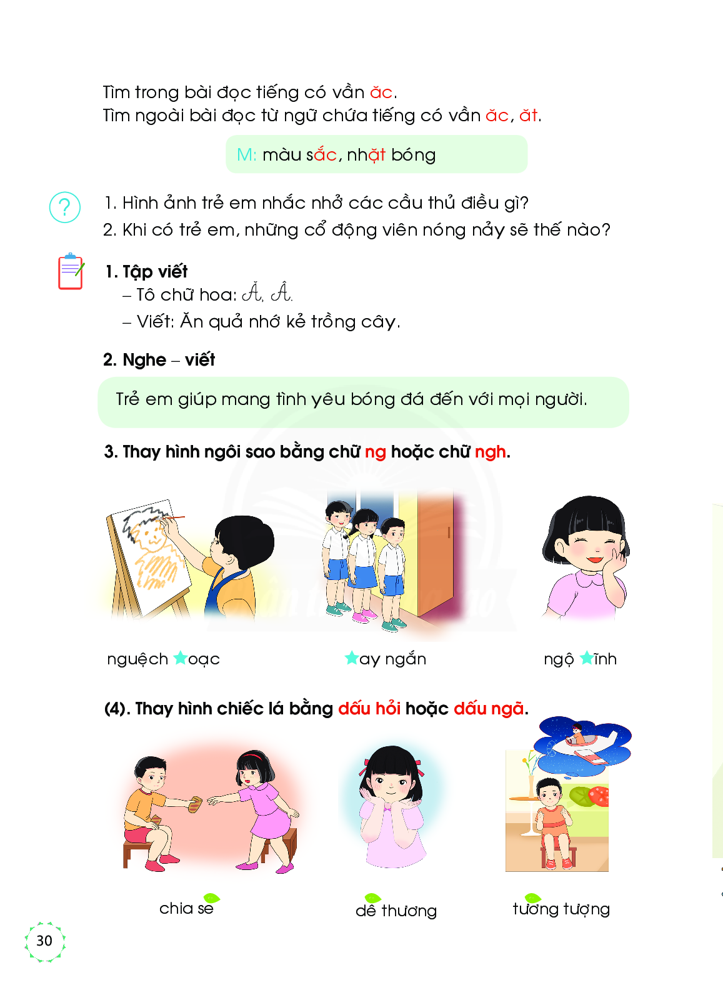 Tìm trong bài đọc tiếng có vần ăc.
Tìm ngoài bài đọc từ ngữ chứa tiếng có vần ăc, ăt.
M: màu sắc, nhặt bóng
?
1. Hình ảnh trẻ em nhắc nhở các cầu thủ điều gì?
2. Khi có trẻ em, những cổ động viên nóng nảy sẽ thế nào?
1. Tập viết
– Tô chữ hoa: Ă, Â.
– Viết: Ăn quả nhớ kẻ trồng cây.
2. Nghe – viết
Trẻ em giúp mang tình yêu bóng đá đến với mọi người.
3. Thay hình ngôi sao bằng chữ ng hoặc chữ ngh.
nguệch ★oạc
★ay ngắn
ngộ ★ĩnh
(4). Thay hình chiếc lá bằng dấu hỏi hoặc dấu ngã.
chia se
dê thương
tương tượng
30